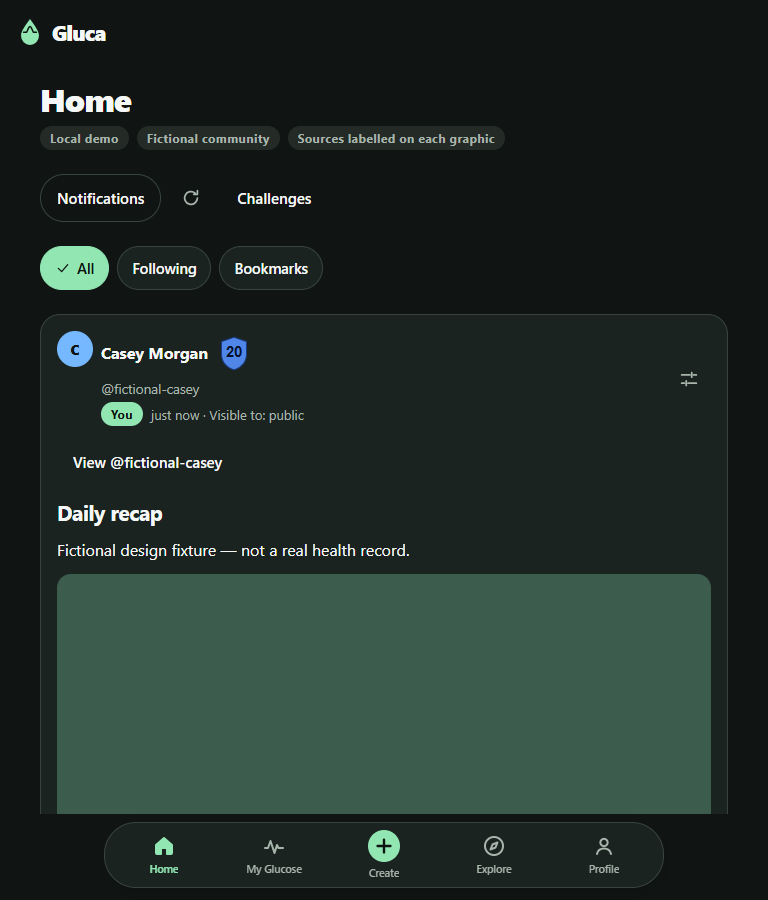 Gluca
Home
Local demo
Fictional community
Sources labelled on each graphic
Notifications
Challenges
All
Following
Bookmarks
C
Casey Morgan
20
@fictional-casey
You
just now · Visible to: public
View @fictional-casey
Daily recap
Fictional design fixture — not a real health record.
Home
My Glucose
Create
Explore
Profile